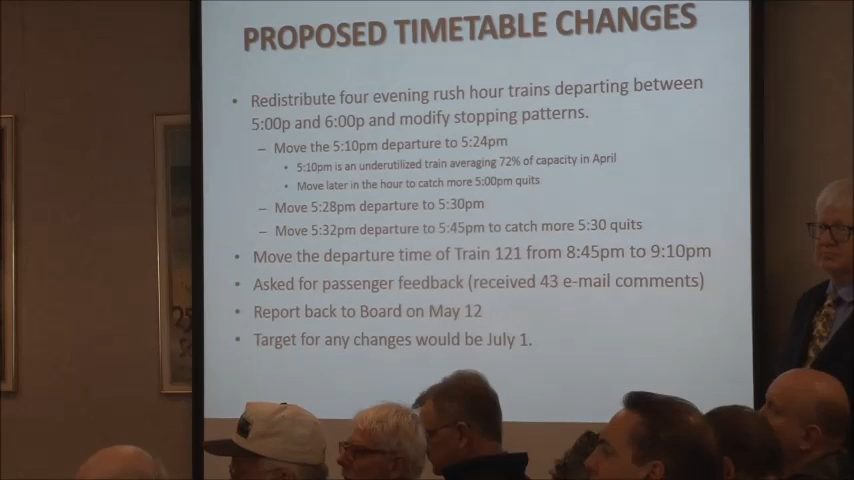 PROPOSED TIMETABLE CHANGES
• Redistribute four evening rush hour trains departing between
5:00p and 6:00p and modify stopping patterns.
– Move the 5:10pm departure to 5:24pm
• 5:10pm is an underutilized train averaging 72% of capacity in April
• Move later in the hour to catch more 5:00pm quits
– Move 5:28pm departure to 5:30pm
– Move 5:32pm departure to 5:45pm to catch more 5:30 quits
• Move the departure time of Train 121 from 8:45pm to 9:10pm
• Asked for passenger feedback (received 43 e-mail comments)
• Report back to Board on May 12
• Target for any changes would be July 1.